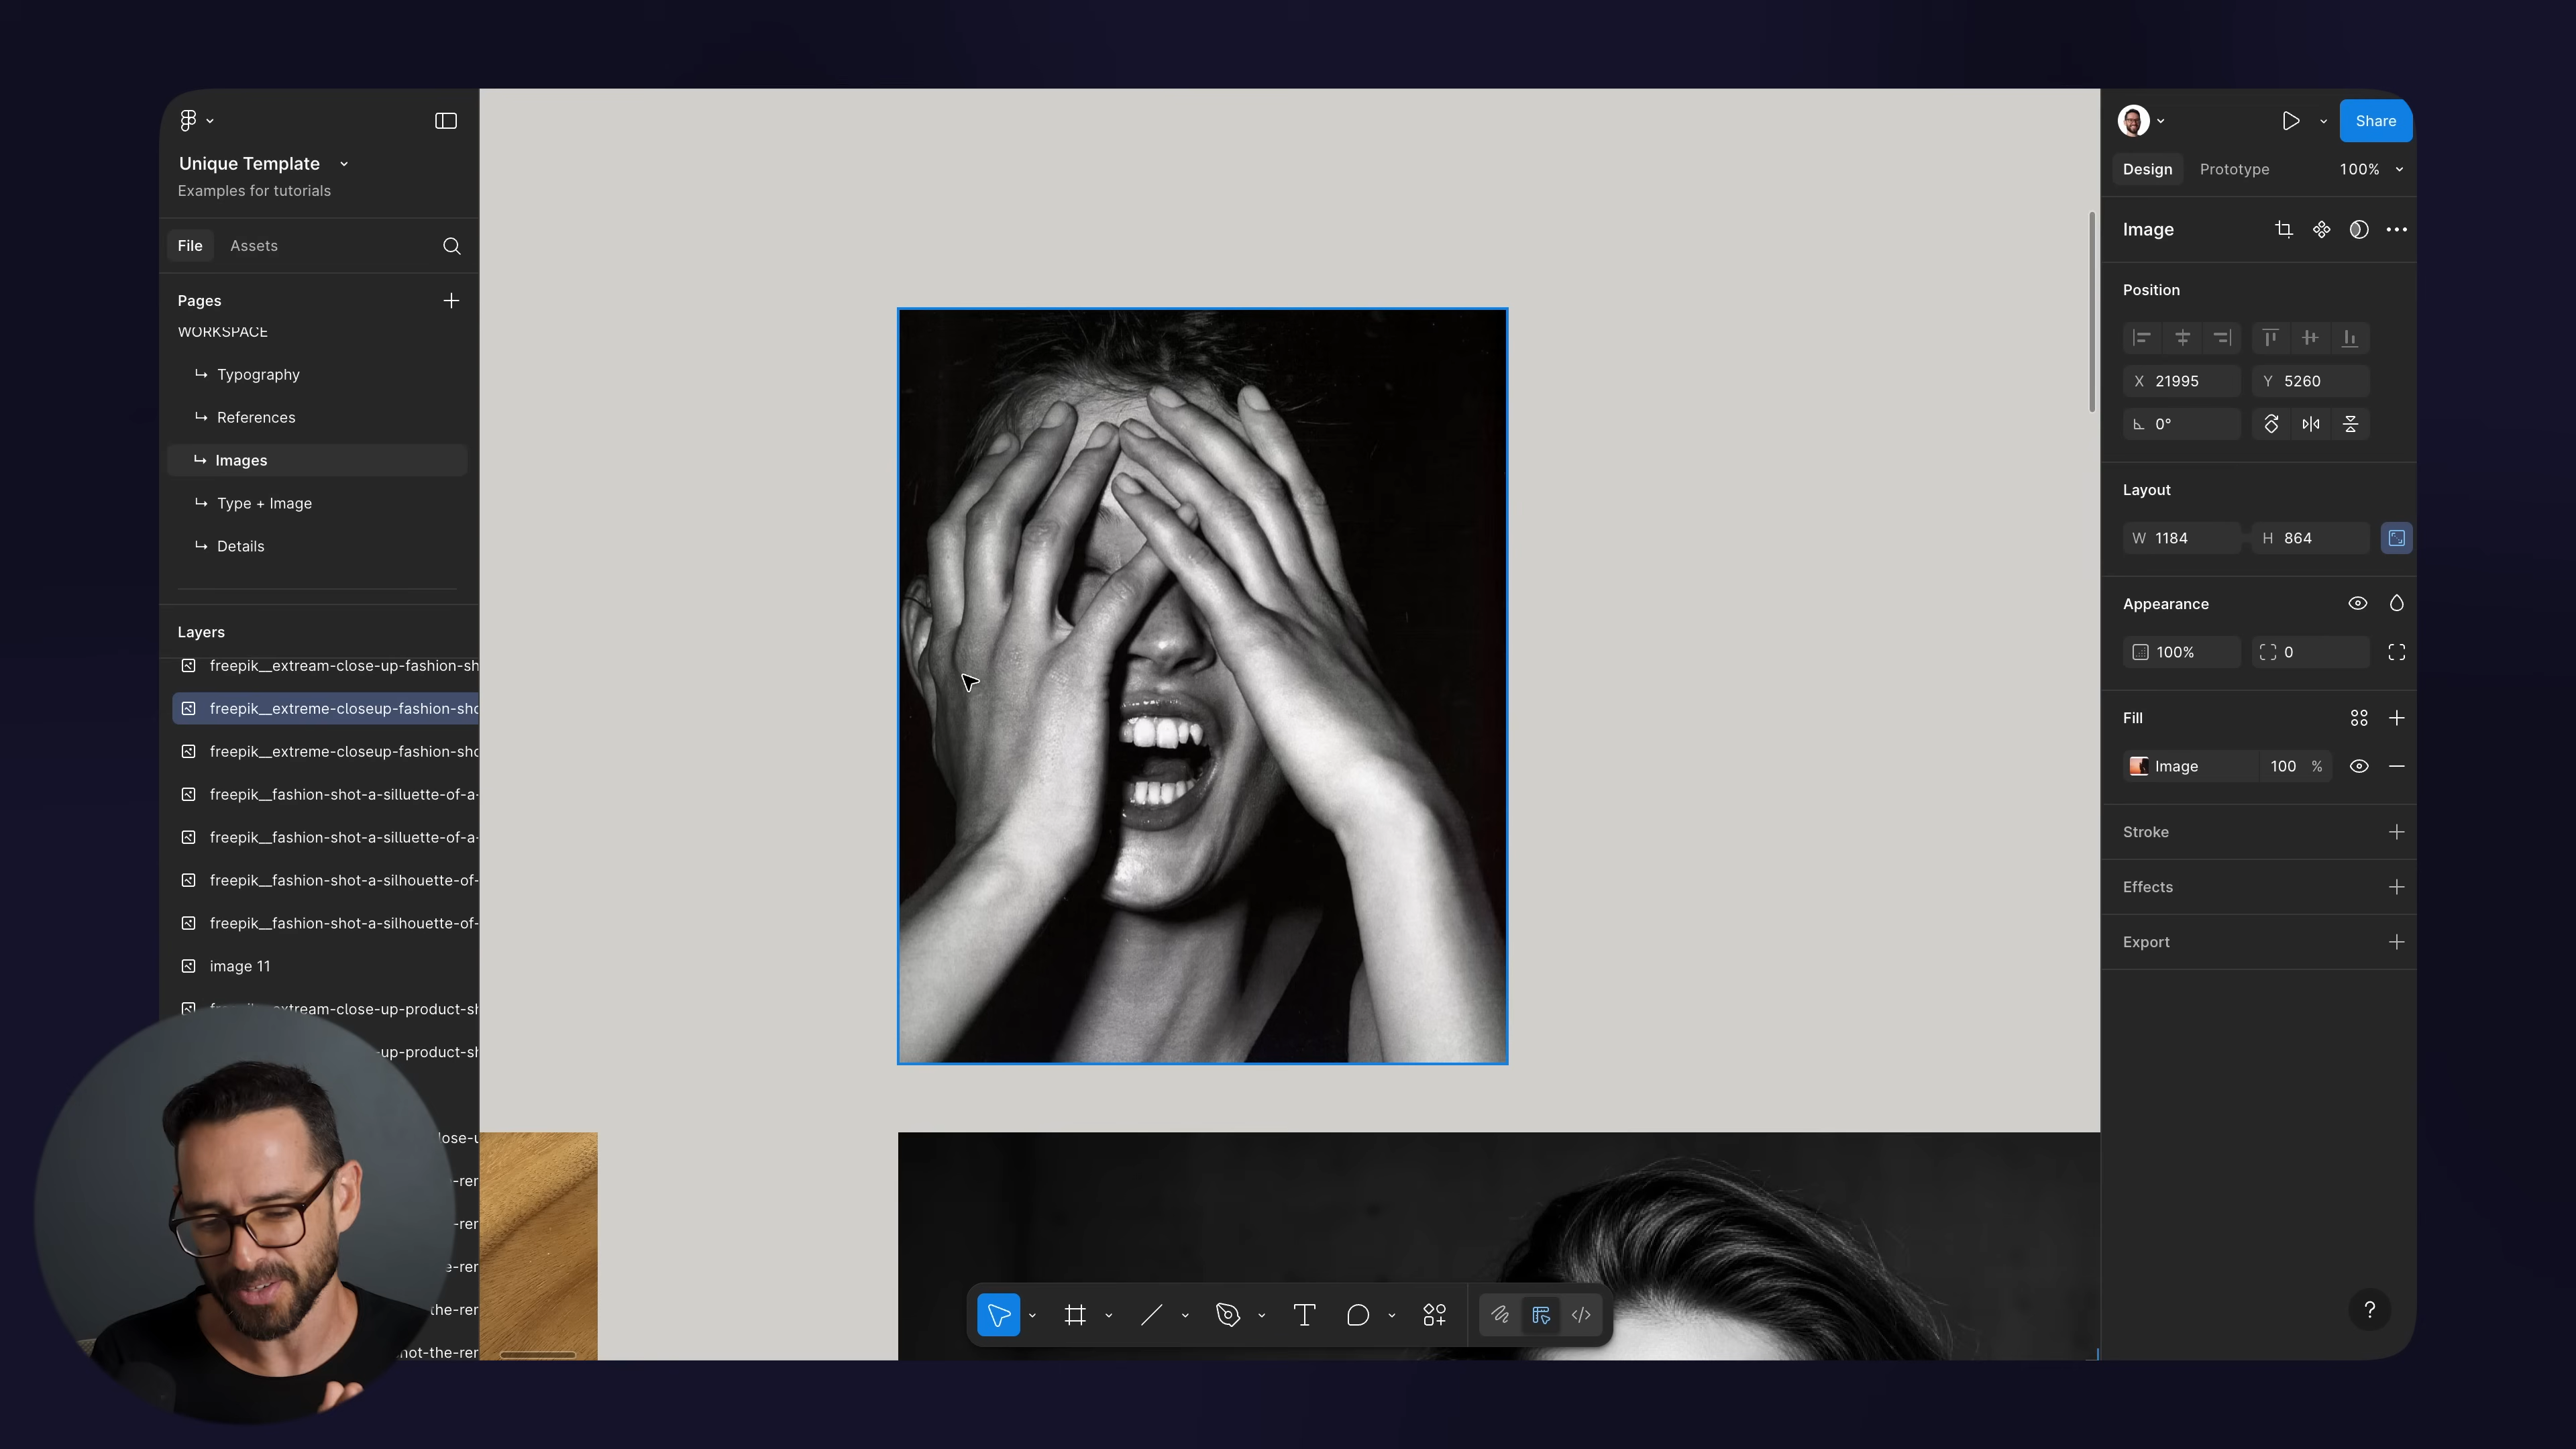 Unique Template
Examples for tutorials
File Assets
Pages
WORKSPACE
Typography
References
Images
Type + Image
Details
Layers
freepik__extream-close-up-fashion-sh
freepik__extreme-closeup-fashion-sho
freepik__extreme-closeup-fashion-sho
freepik__fashion-shot-a-silluette-of-a-
freepik__fashion-shot-a-silluette-of-a-
freepik__fashion-shot-a-silhouette-of-
freepik__fashion-shot-a-silhouette-of-
image 11
extream-close-up-product-sh
-up-product-sh
lose-u
-rer
-rer
e-rer
the-rer
not-the-rer
Share
Design Prototype 100%
Image
Position
X 21995 Y 5260
0°
Layout
W 1184 H 864
Appearance
100% 0
Fill
Image 100 %
Stroke
Effects
Export
?